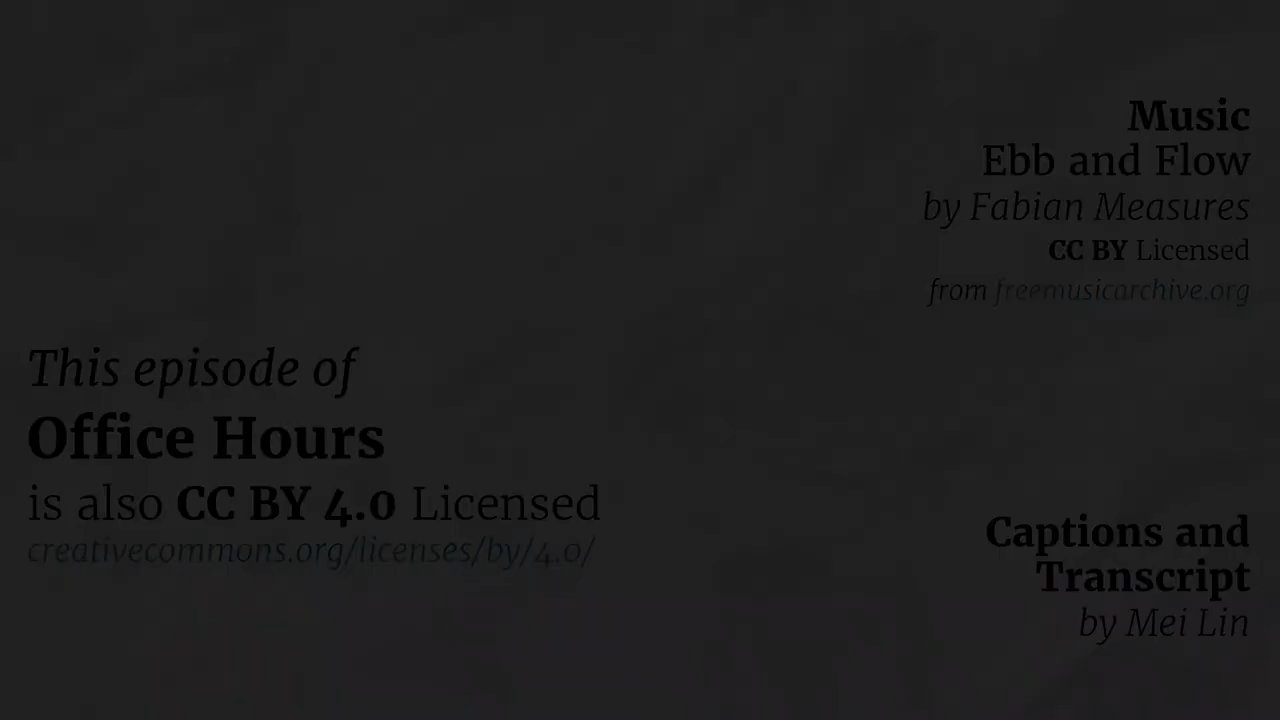 Music
Ebb and Flow
by Fabian Measures
CC BY Licensed
from freemusicarchive.org
This episode of
Office Hours
is also CC BY 4.0 Licensed
creativecommons.org/licenses/by/4.0/
Captions and
Transcript
by Mei Lin